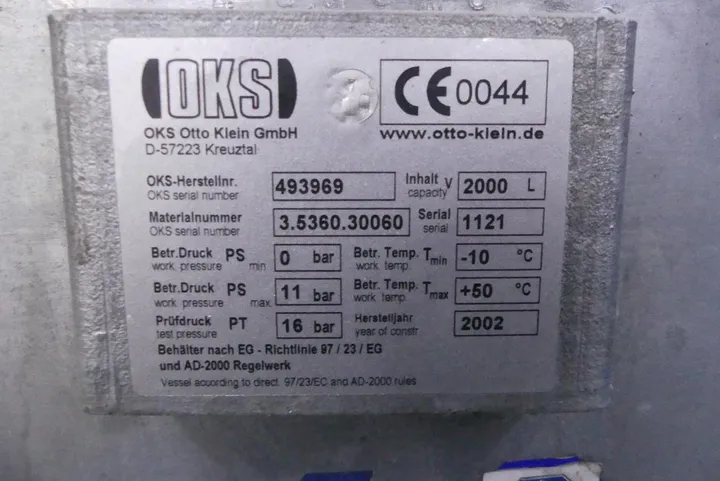 OKS
CE 0044
OKS Otto Klein GmbH
www.otto-klein.de
D-57223 Kreuztal
OKS-Herstellnr. 493969 Inhalt V 2000 L
OKS serial number capacity
Materialnummer 3.5360.30060 Serial 1121
OKS serial number serial
Betr.Druck PS min 0 bar Betr. Temp. Tmin -10 °C
work pressure work temp.
Betr.Druck PS max 11 bar Betr. Temp. Tmax +50 °C
work pressure work temp.
Prüfdruck PT 16 bar Herstelljahr 2002
test pressure year of constr
Behälter nach EG - Richtlinie 97 / 23 / EG
und AD-2000 Regelwerk
Vessel according to direct. 97/23/EC and AD-2000 rules